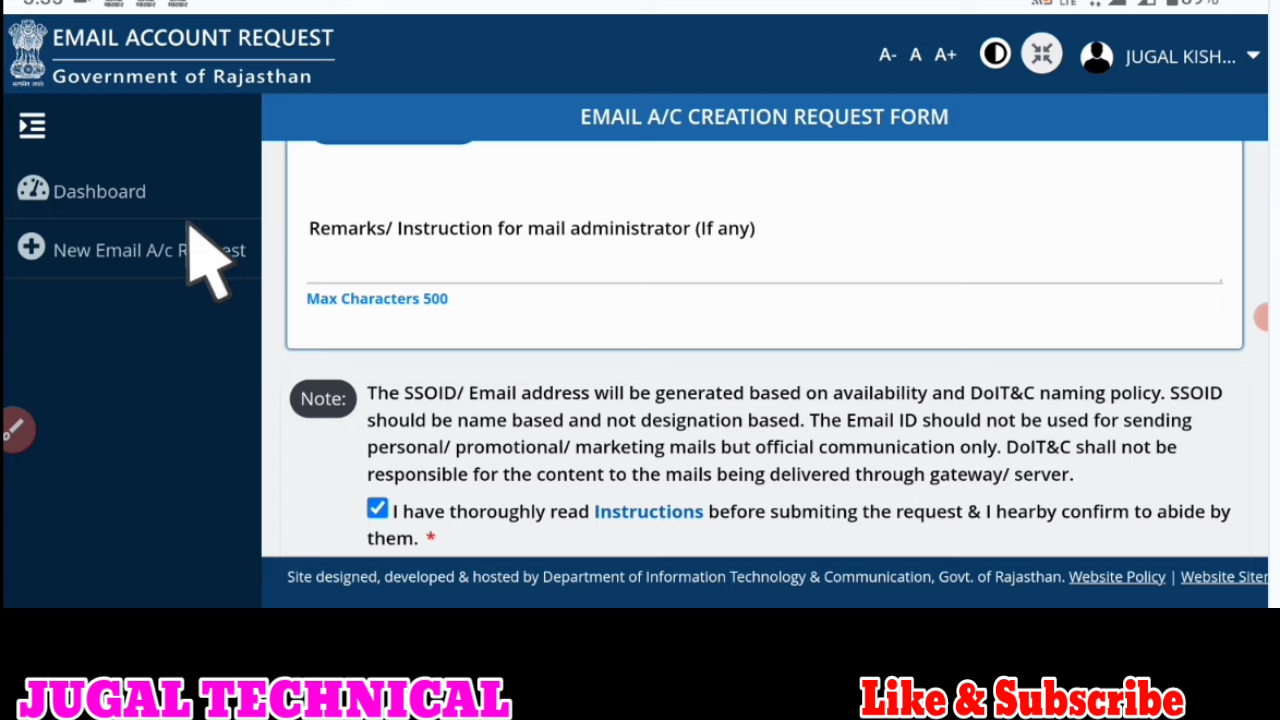 EMAIL ACCOUNT REQUEST
Government of Rajasthan
A- A A+
JUGAL KISH...
EMAIL A/C CREATION REQUEST FORM
Dashboard
New Email A/c
Remarks/ Instruction for mail administrator (If any)
Max Characters 500
Note:
The SSOID/ Email address will be generated based on availability and DoIT&C naming policy. SSOID
should be name based and not designation based. The Email ID should not be used for sending
personal/ promotional/ marketing mails but official communication only. DoIT&C shall not be
responsible for the content to the mails being delivered through gateway/ server.
I have thoroughly read Instructions before submiting the request & I hearby confirm to abide by
them. *
Site designed, developed & hosted by Department of Information Technology & Communication, Govt. of Rajasthan. Website Policy | Website
JUGAL TECHNICAL
Like & Subscribe